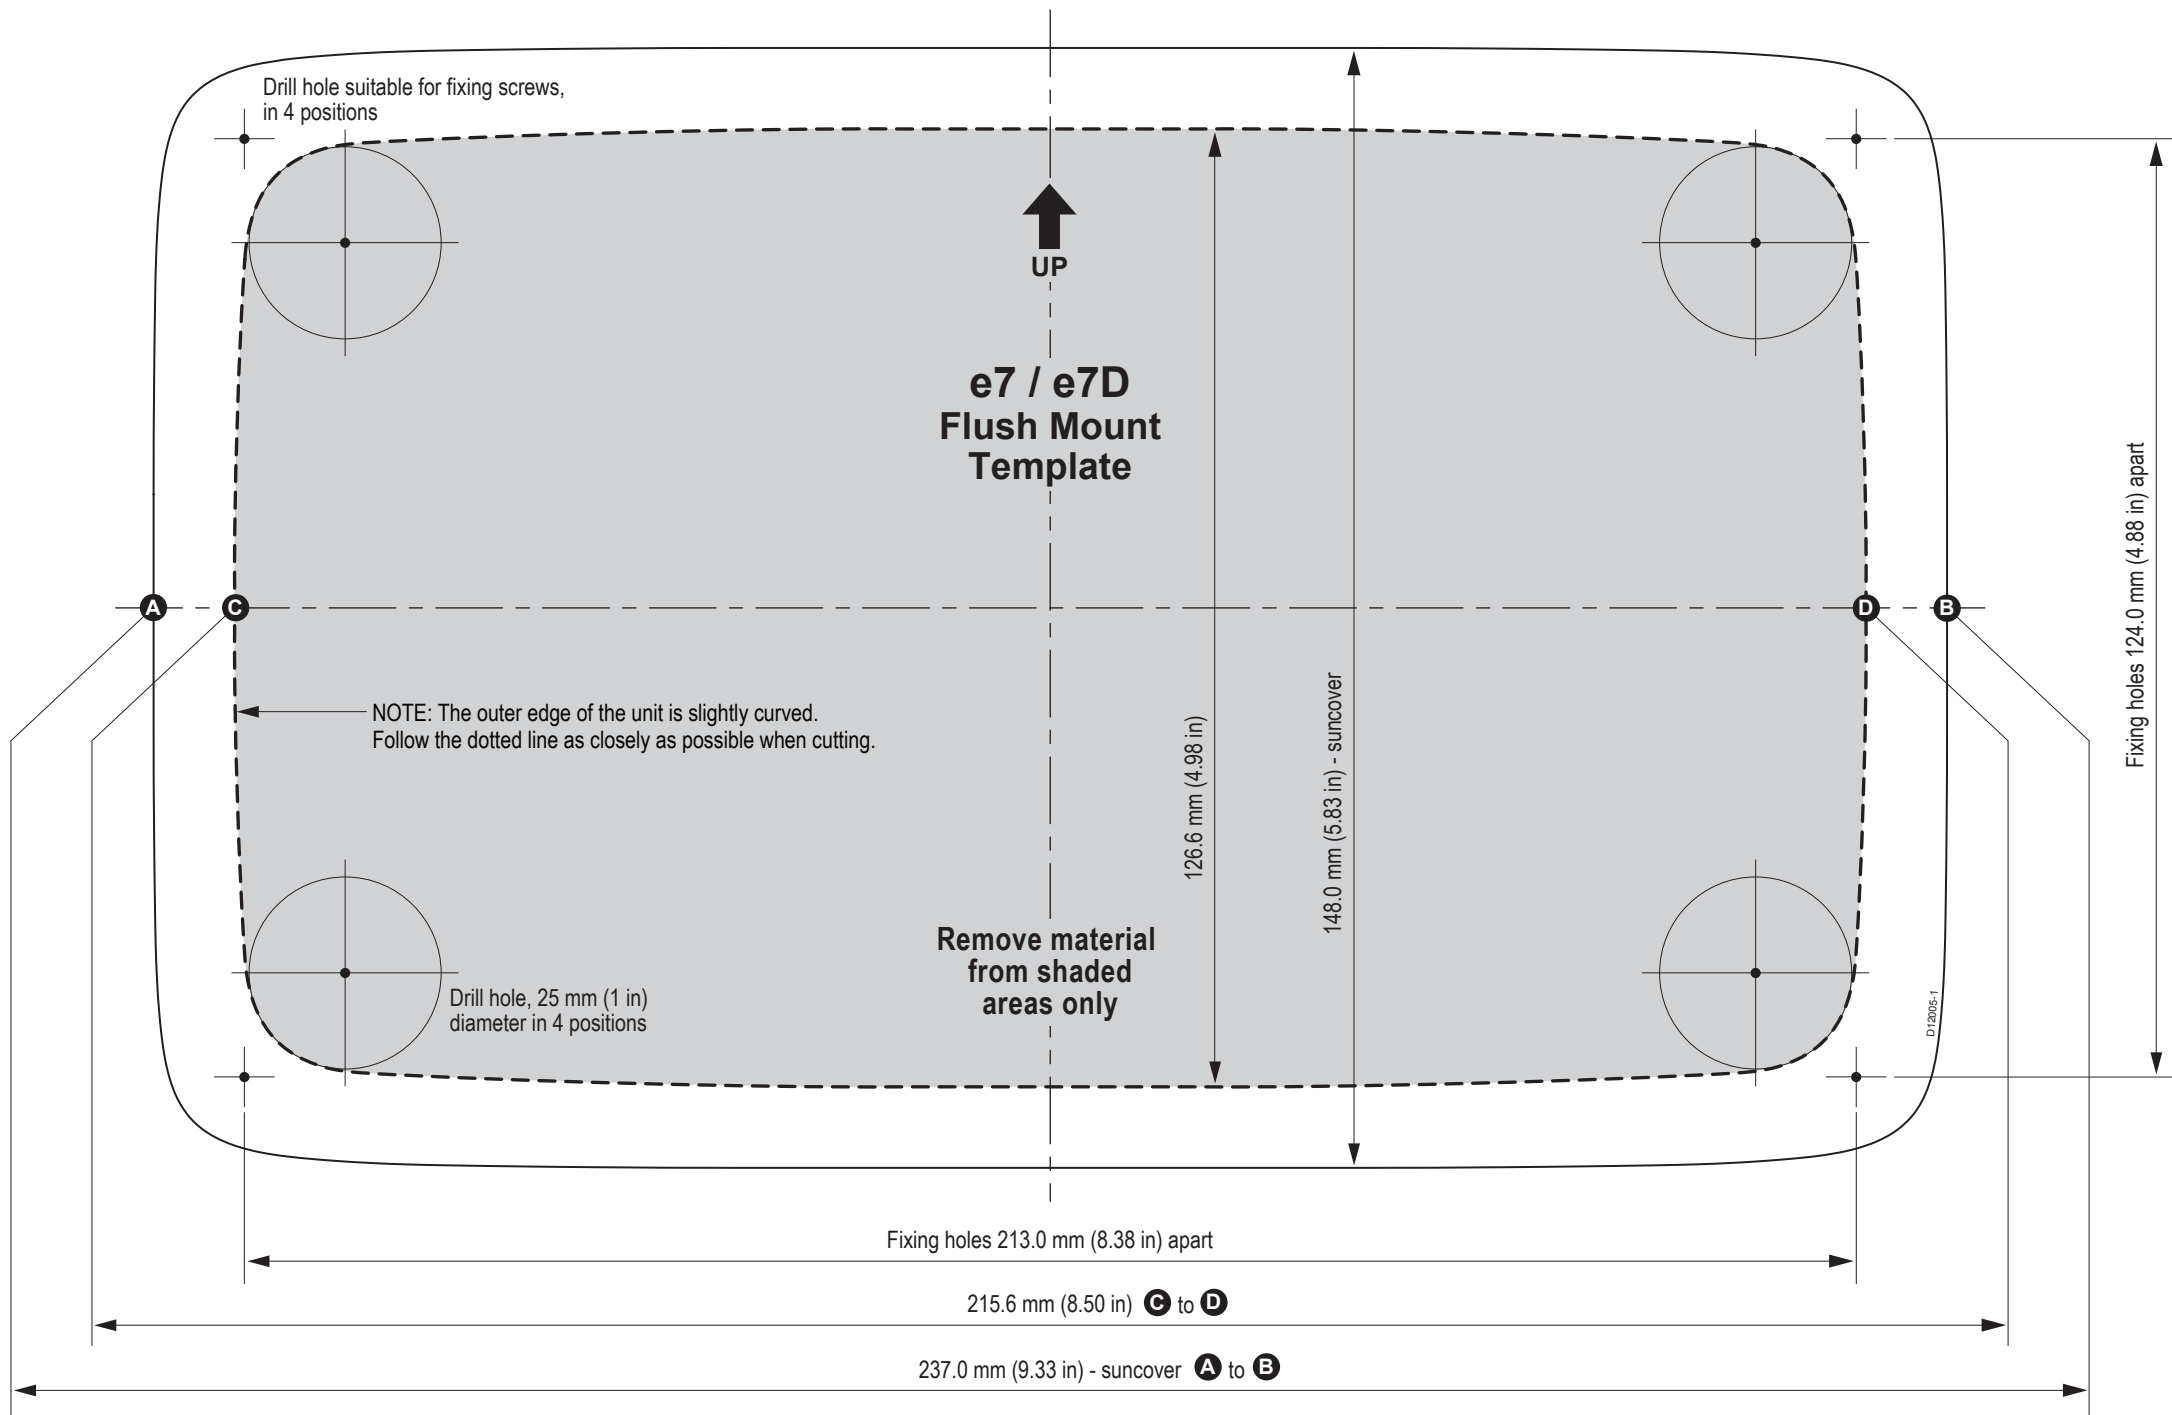 Drill hole suitable for fixing screws,
in 4 positions
UP
e7 / e7D
Flush Mount
Template
A
C
D
B
NOTE: The outer edge of the unit is slightly curved.
Follow the dotted line as closely as possible when cutting.
126.6 mm (4.98 in)
148.0 mm (5.83 in) - suncover
Fixing holes 124.0 mm (4.88 in) apart
Remove material
from shaded
areas only
Drill hole, 25 mm (1 in)
diameter in 4 positions
D12005-1
Fixing holes 213.0 mm (8.38 in) apart
215.6 mm (8.50 in) C to D
237.0 mm (9.33 in) - suncover A to B